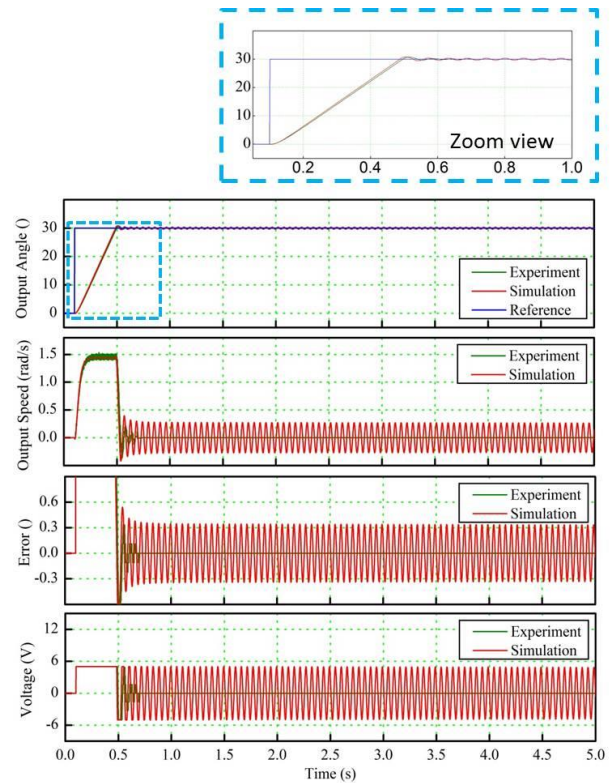 30
20
10
0
Zoom view
0.2 0.4 0.6 0.8 1.0
Output Angle ()
30
20
10
0
Experiment
Simulation
Reference
Output Speed (rad/s)
1.5
1.0
0.5
0.0
Experiment
Simulation
Error ()
0.6
0.3
0.0
-0.3
Experiment
Simulation
Voltage (V)
12
6
0
-6
Experiment
Simulation
0.0 0.5 1.0 1.5 2.0 2.5 3.0 3.5 4.0 4.5 5.0
Time (s)